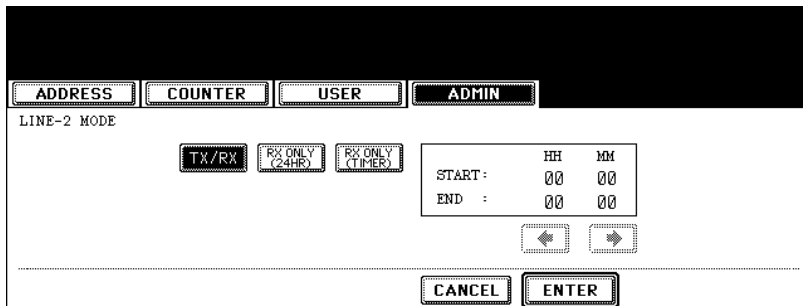 ADDRESS COUNTER USER ADMIN
LINE-2 MODE
TX/RX RX ONLY (24HR) RX ONLY (TIMER)
HH MM
START: 00 00
END : 00 00
CANCEL ENTER